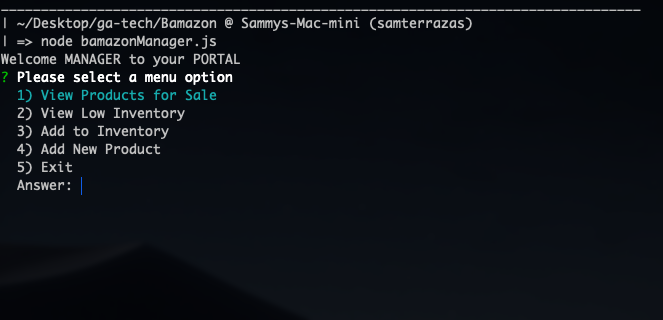 | ~/Desktop/ga-tech/Bamazon @ Sammys-Mac-mini (samterrazas)
| => node bamazonManager.js
Welcome MANAGER to your PORTAL
? Please select a menu option
1) View Products for Sale
2) View Low Inventory
3) Add to Inventory
4) Add New Product
5) Exit
Answer: